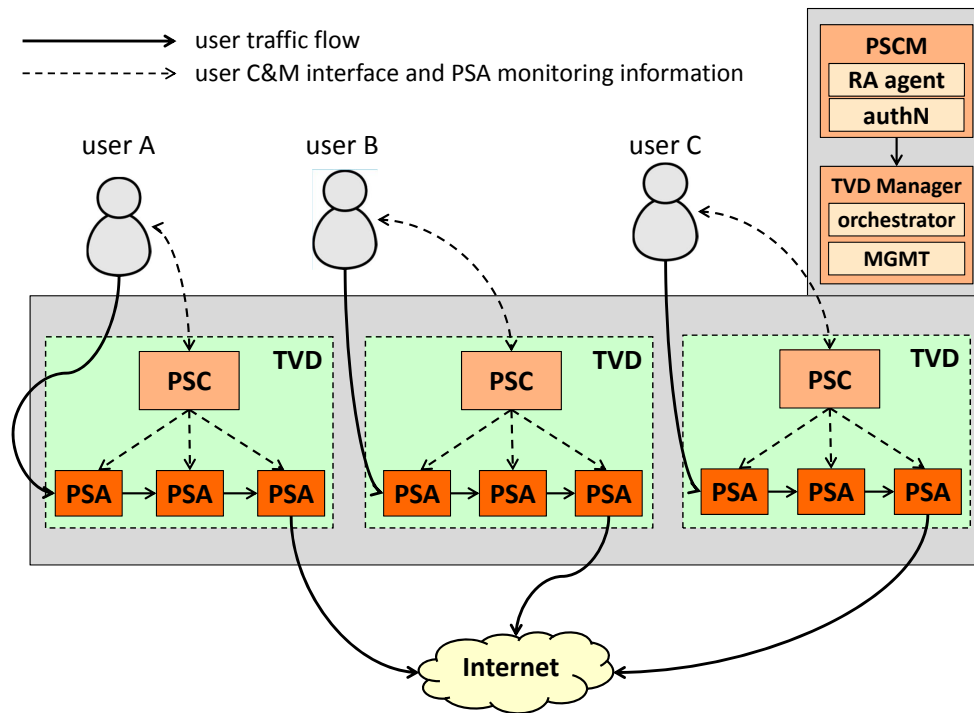 user traffic flow
user C&M interface and PSA monitoring information
PSCM
RA agent
authN
TVD Manager
orchestrator
MGMT
user A
user B
user C
TVD
PSC
PSA PSA PSA
TVD
PSC
PSA PSA PSA
TVD
PSC
PSA PSA PSA
Internet